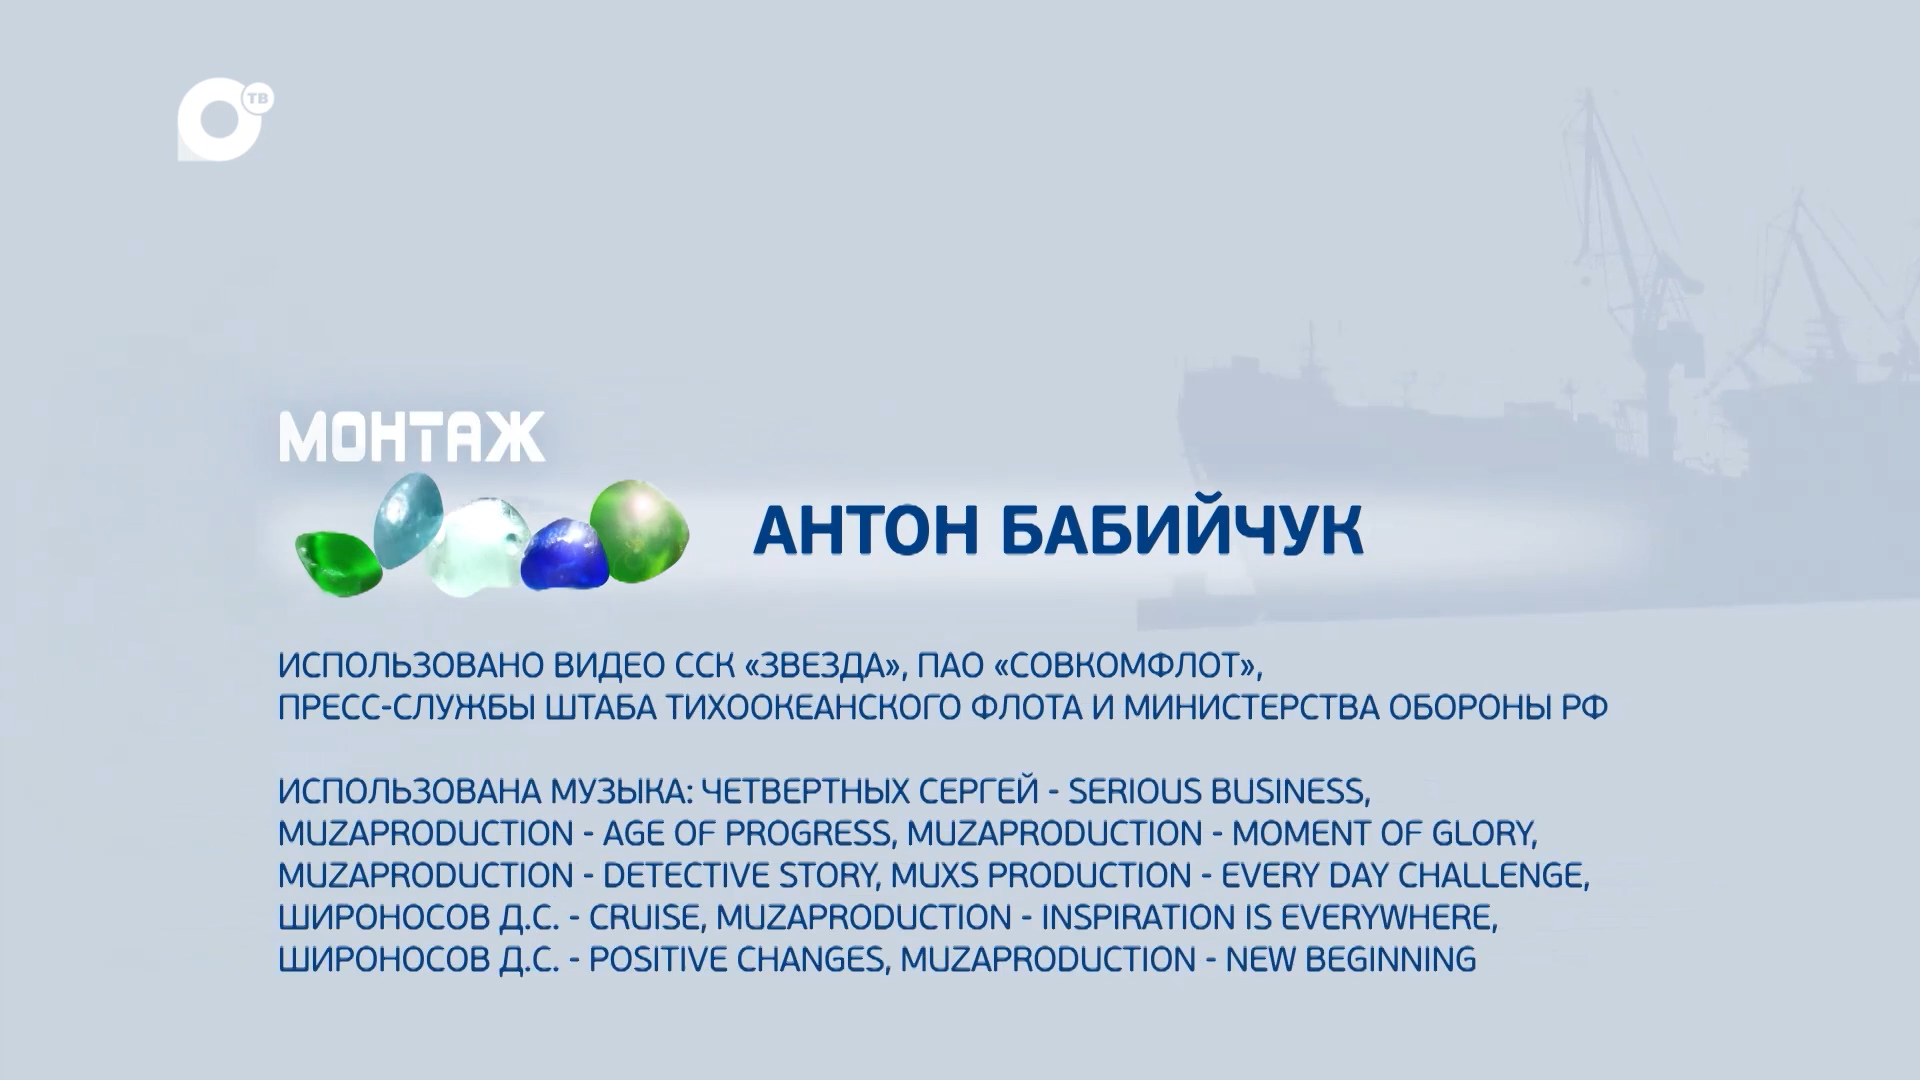 ТВ
МОНТАЖ
АНТОН БАБИЙЧУК
ИСПОЛЬЗОВАНО ВИДЕО ССК «ЗВЕЗДА», ПАО «СОВКОМФЛОТ»,
ПРЕСС-СЛУЖБЫ ШТАБА ТИХООКЕАНСКОГО ФЛОТА И МИНИСТЕРСТВА ОБОРОНЫ РФ
ИСПОЛЬЗОВАНА МУЗЫКА: ЧЕТВЕРТНЫХ СЕРГЕЙ - SERIOUS BUSINESS,
MUZAPRODUCTION - AGE OF PROGRESS, MUZAPRODUCTION - MOMENT OF GLORY,
MUZAPRODUCTION - DETECTIVE STORY, MUXS PRODUCTION - EVERY DAY CHALLENGE,
ШИРОНОСОВ Д.С. - CRUISE, MUZAPRODUCTION - INSPIRATION IS EVERYWHERE,
ШИРОНОСОВ Д.С. - POSITIVE CHANGES, MUZAPRODUCTION - NEW BEGINNING